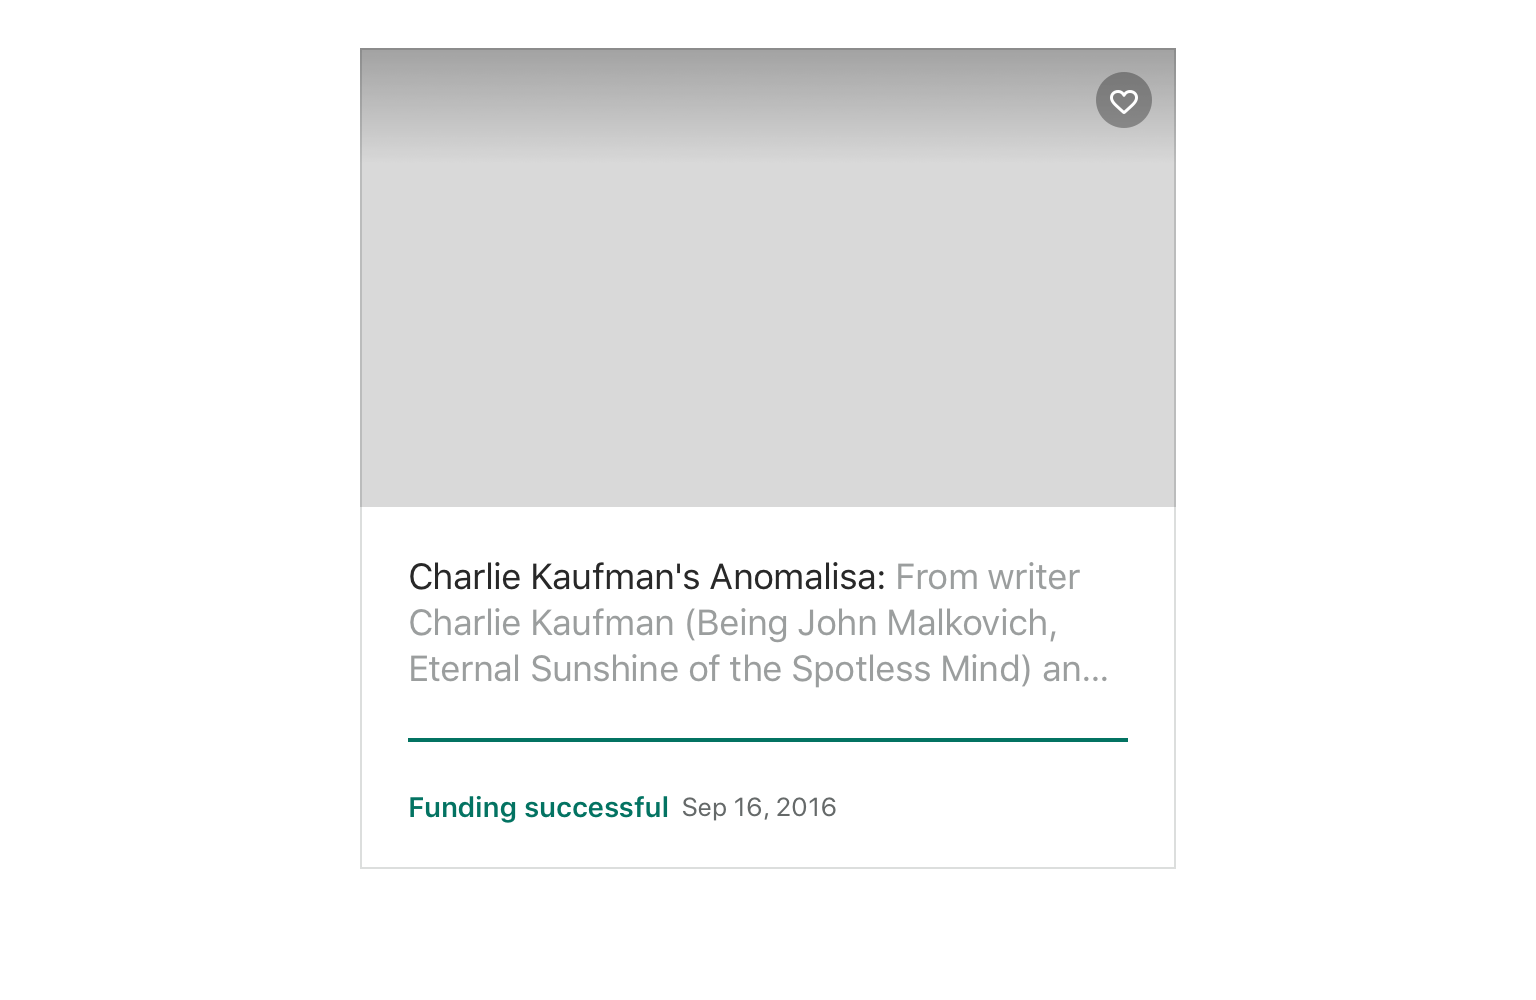 Charlie Kaufman's Anomalisa: From writer
Charlie Kaufman (Being John Malkovich,
Eternal Sunshine of the Spotless Mind) an...
Funding successful Sep 16, 2016